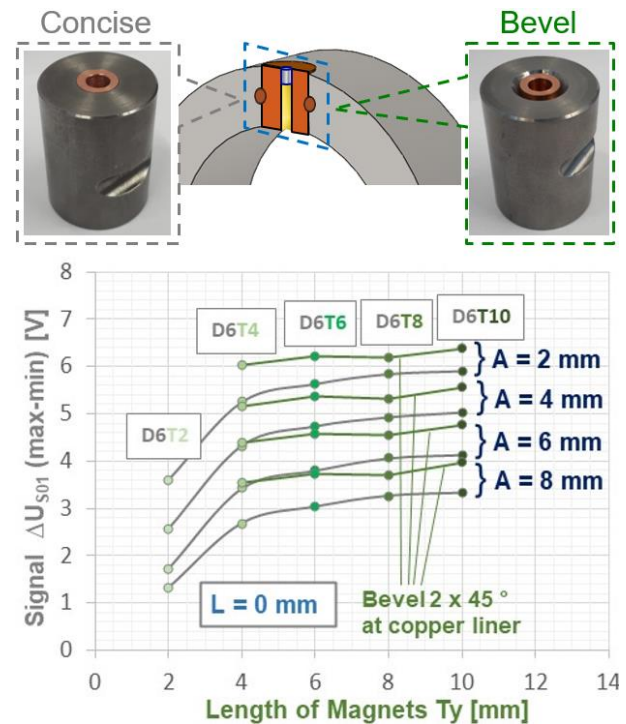 Concise
Bevel
8
7
6
5
4
3
2
1
0
Signal ΔU_S01 (max-min) [V]
D6T2
D6T4
D6T6
D6T8
D6T10
} A = 2 mm
} A = 4 mm
} A = 6 mm
} A = 8 mm
L = 0 mm
Bevel 2 x 45 °
at copper liner
0
2
4
6
8
10
12
14
Length of Magnets Ty [mm]